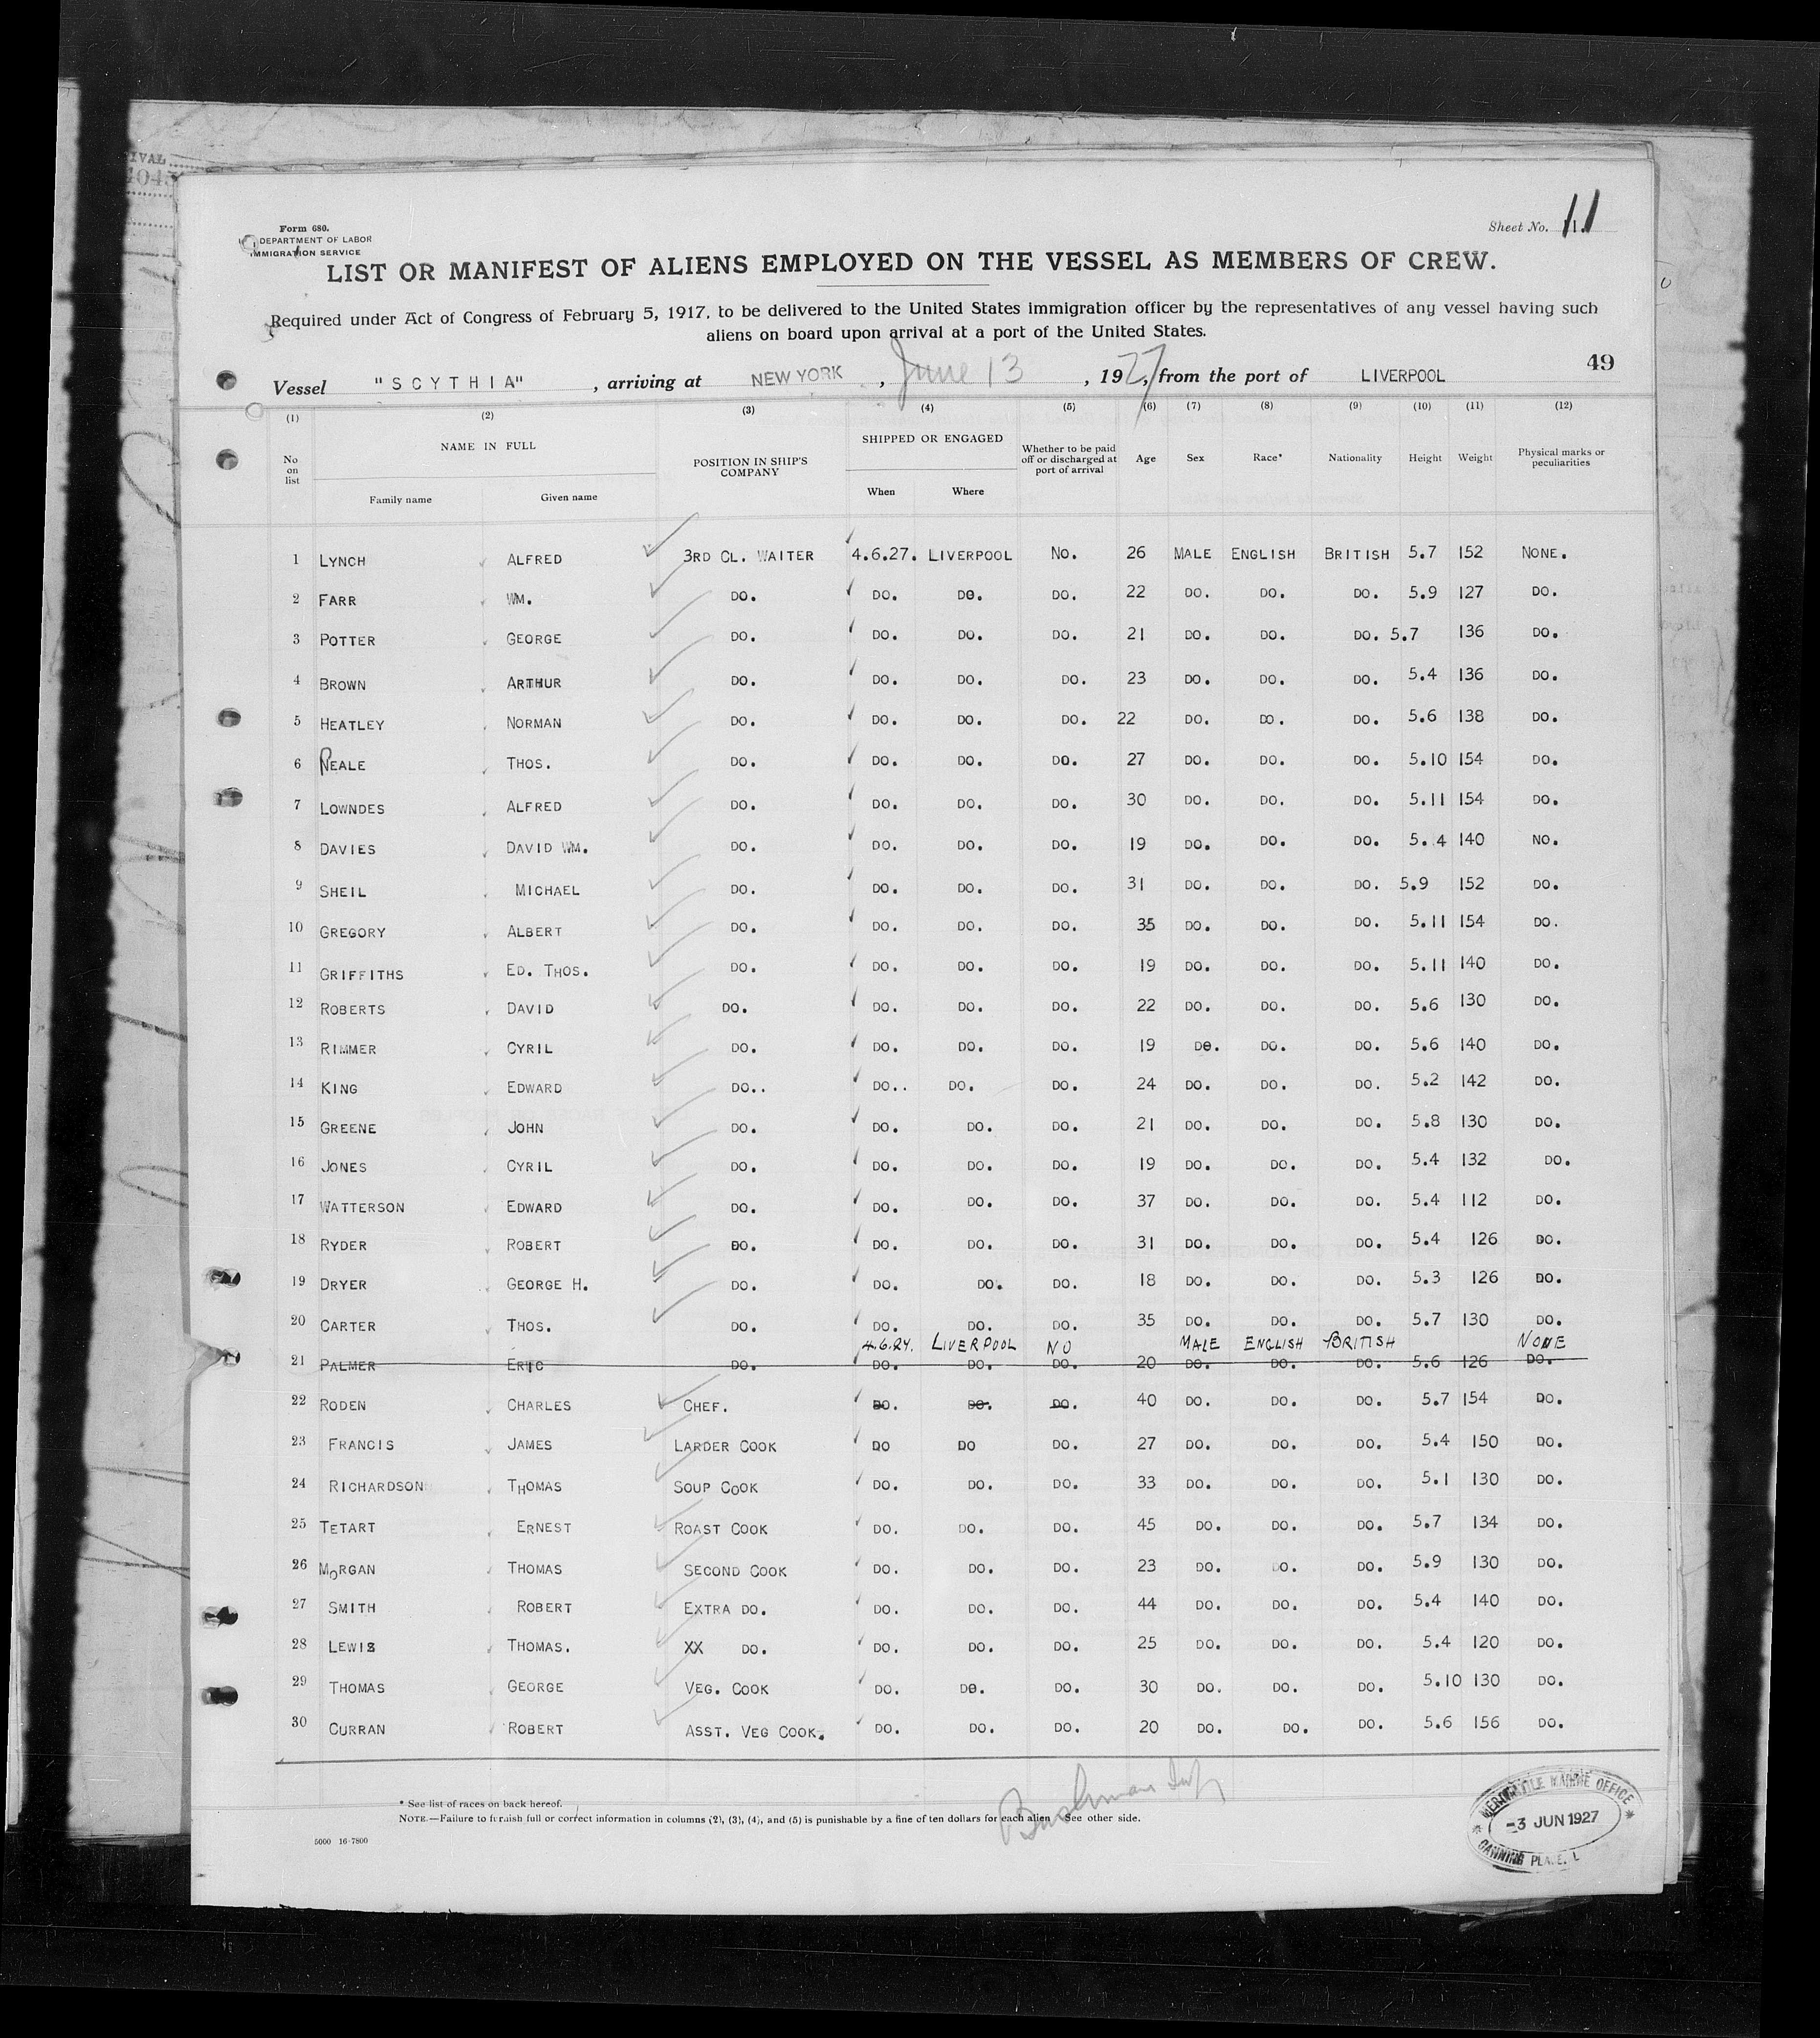 IVAL
Form 680.
DEPARTMENT OF LABOR
IMMIGRATION SERVICE
Sheet No. 11
LIST OR MANIFEST OF ALIENS EMPLOYED ON THE VESSEL AS MEMBERS OF CREW.
Required under Act of Congress of February 5, 1917, to be delivered to the United States immigration officer by the representatives of any vessel having such
aliens on board upon arrival at a port of the United States.
49
Vessel "SCYTHIA" , arriving at NEW YORK , June 13 , 1927, from the port of LIVERPOOL
(1) (2) (3) (4) (5) (6) (7) (8) (9) (10) (11) (12)
No on list NAME IN FULL Family name Given name POSITION IN SHIP'S COMPANY SHIPPED OR ENGAGED When Where Whether to be paid off or discharged at port of arrival Age Sex Race* Nationality Height Weight Physical marks or peculiarities
1 LYNCH ALFRED 3RD CL. WAITER 4.6.27. LIVERPOOL NO. 26 MALE ENGLISH BRITISH 5.7 152 NONE.
2 FARR WM. DO. DO. DO. DO. 22 DO. DO. DO. 5.9 127 DO.
3 POTTER GEORGE DO. DO. DO. DO. 21 DO. DO. DO. 5.7 136 DO.
4 BROWN ARTHUR DO. DO. DO. DO. 23 DO. DO. DO. 5.4 136 DO.
5 HEATLEY NORMAN DO. DO. DO. DO. 22 DO. DO. DO. 5.6 138 DO.
6 NEALE THOS. DO. DO. DO. DO. 27 DO. DO. DO. 5.10 154 DO.
7 LOWNDES ALFRED DO. DO. DO. DO. 30 DO. DO. DO. 5.11 154 DO.
8 DAVIES DAVID WM. DO. DO. DO. DO. 19 DO. DO. DO. 5.4 140 NO.
9 SHEIL MICHAEL DO. DO. DO. DO. 31 DO. DO. DO. 5.9 152 DO.
10 GREGORY ALBERT DO. DO. DO. DO. 35 DO. DO. DO. 5.11 154 DO.
11 GRIFFITHS ED. THOS. DO. DO. DO. DO. 19 DO. DO. DO. 5.11 140 DO.
12 ROBERTS DAVID DO. DO. DO. DO. 22 DO. DO. DO. 5.6 130 DO.
13 RIMMER CYRIL DO. DO. DO. DO. 19 DO. DO. DO. 5.6 140 DO.
14 KING EDWARD DO.. DO.. DO. DO. 24 DO. DO. DO. 5.2 142 DO.
15 GREENE JOHN DO. DO. DO. DO. 21 DO. DO. DO. 5.8 130 DO.
16 JONES CYRIL DO. DO. DO. DO. 19 DO. DO. DO. 5.4 132 DO.
17 WATTERSON EDWARD DO. DO. DO. DO. 37 DO. DO. DO. 5.4 112 DO.
18 RYDER ROBERT DO. DO. DO. DO. 31 DO. DO. DO. 5.4 126 DO.
19 DRYER GEORGE H. DO. DO. DO. DO. 18 DO. DO. DO. 5.3 126 DO.
20 CARTER THOS. DO. DO. DO. DO. 35 DO. DO. DO. 5.7 130 DO.
4.6.27. LIVERPOOL NO MALE ENGLISH BRITISH NONE
21 PALMER ERIC DO. DO. DO. DO. 20 DO. DO. DO. 5.6 126 DO.
22 RODEN CHARLES CHEF. DO. DO. DO. 40 DO. DO. DO. 5.7 154 DO.
23 FRANCIS JAMES LARDER COOK DO DO DO. 27 DO. DO. DO. 5.4 150 DO.
24 RICHARDSON THOMAS SOUP COOK DO. DO. DO. 33 DO. DO. DO. 5.1 130 DO.
25 TETART ERNEST ROAST COOK DO. DO. DO. 45 DO. DO. DO. 5.7 134 DO.
26 MORGAN THOMAS SECOND COOK DO. DO. DO. 23 DO. DO. DO. 5.9 130 DO.
27 SMITH ROBERT EXTRA DO. DO. DO. DO. 44 DO. DO. DO. 5.4 140 DO.
28 LEWIS THOMAS. XX DO. DO. DO. DO. 25 DO. DO. DO. 5.4 120 DO.
29 THOMAS GEORGE VEG. COOK DO. DO. DO. 30 DO. DO. DO. 5.10 130 DO.
30 CURRAN ROBERT ASST. VEG COOK. DO. DO. DO. 20 DO. DO. DO. 5.6 156 DO.
* See list of races on back hereof.
NOTE.—Failure to furnish full or correct information in columns (2), (3), (4), and (5) is punishable by a fine of ten dollars for each alien. See other side.
5000 16-7800
MERCANTILE MARINE OFFICE
-3 JUN 1927
CANNING PLACE, L